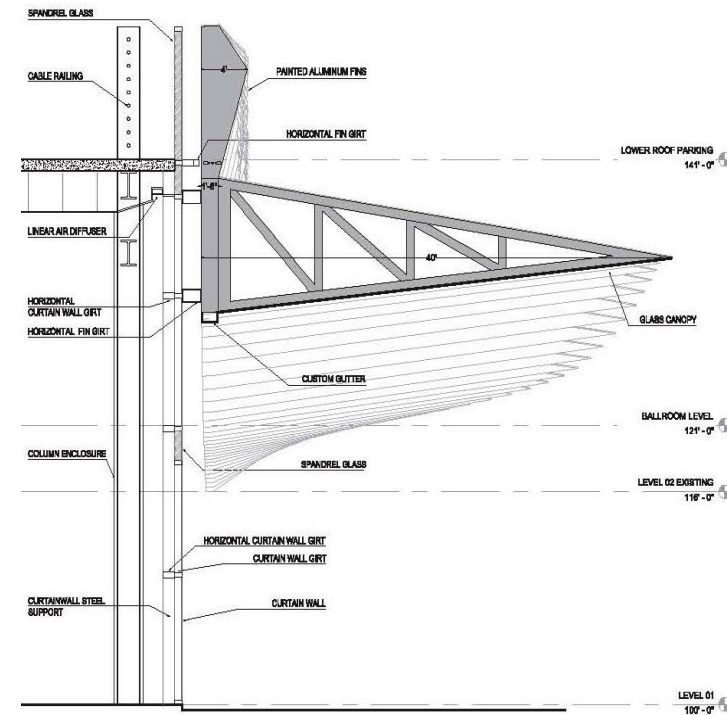 SPANDREL GLASS
CABLE RAILING
4'
PAINTED ALUMINUM FINS
HORIZONTAL FIN GIRT
LOWER ROOF PARKING
141' - 0"
1'-6"
LINEAR AIR DIFFUSER
40'
HORIZONTAL
CURTAIN WALL GIRT
HORIZONTAL FIN GIRT
GLASS CANOPY
CUSTOM GUTTER
BALLROOM LEVEL
121' - 0"
COLUMN ENCLOSURE
SPANDREL GLASS
LEVEL 02 EXISTING
116' - 0"
HORIZONTAL CURTAIN WALL GIRT
CURTAIN WALL GIRT
CURTAINWALL STEEL
SUPPORT
CURTAIN WALL
LEVEL 01
100' - 0"